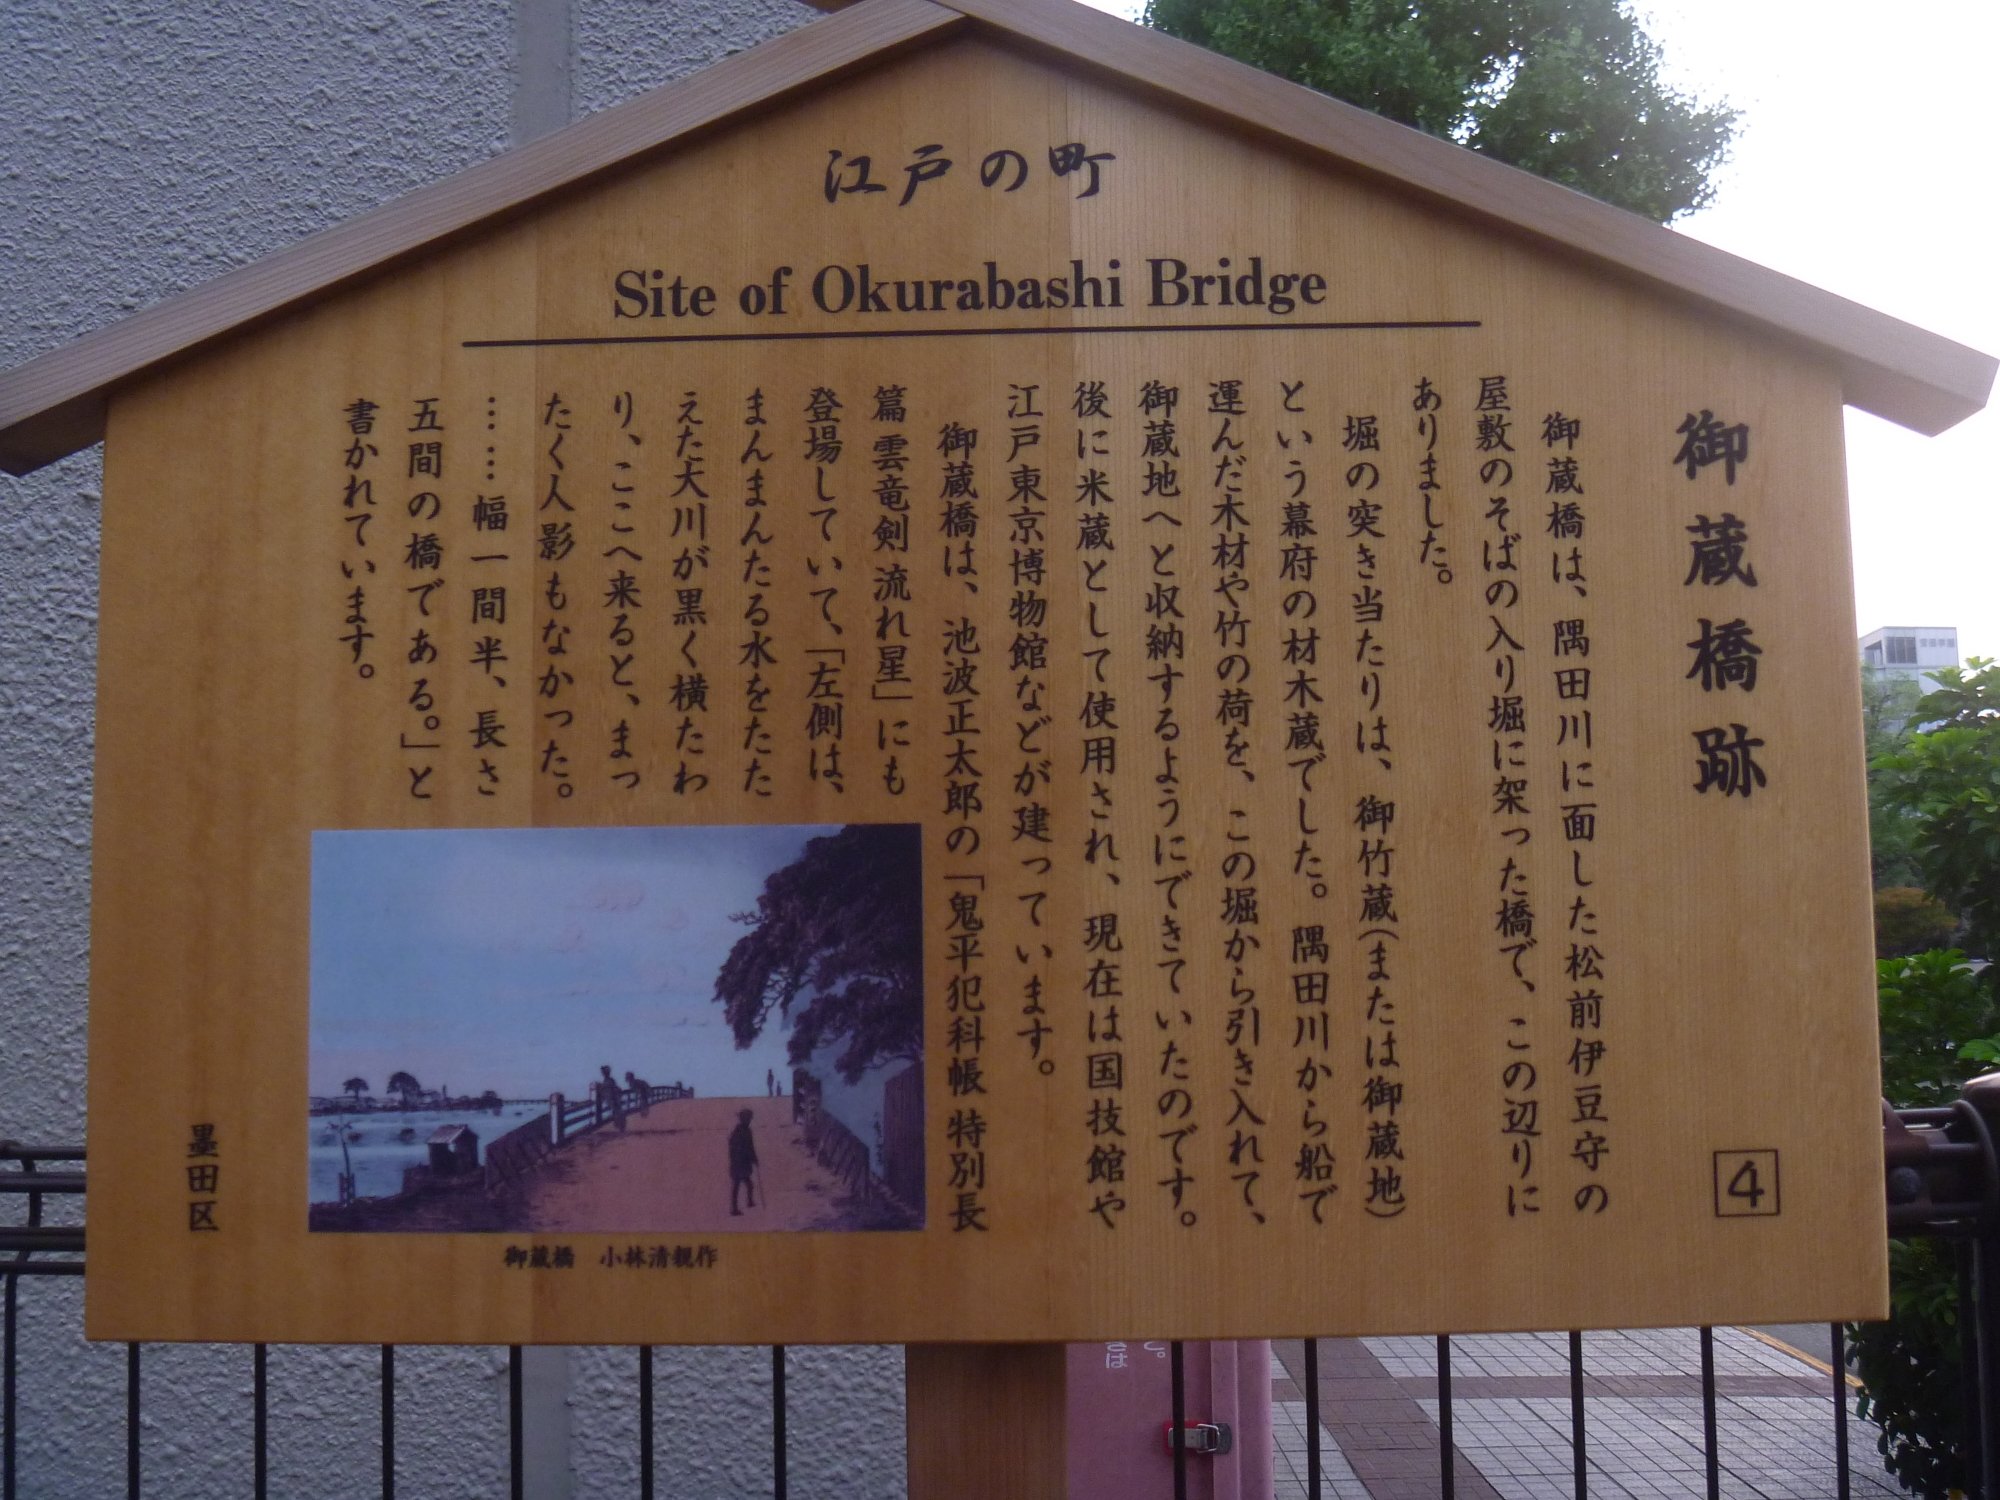 江戸の町
Site of Okurabashi Bridge
御蔵橋跡
4
御蔵橋は、隅田川に面した松前伊豆守の
屋敷のそばの入り堀に架った橋で、この辺りに
ありました。
堀の突き当たりは、御竹蔵(または御蔵地)
という幕府の材木蔵でした。隅田川から船で
運んだ木材や竹の荷を、この堀から引き入れて、
御蔵地へと収納するようにできていたのです。
後に米蔵として使用され、現在は国技館や
江戸東京博物館などが建っています。
御蔵橋は、池波正太郎の「鬼平犯科帳 特別長
篇 雲竜剣 流れ星」にも
登場していて、「左側は、
まんまんたる水をたた
えた大川が黒く横たわ
り、ここへ来ると、まっ
たく人影もなかった。
……幅一間半、長さ
五間の橋である。」と
書かれています。
御蔵橋 小林清親作
墨田区